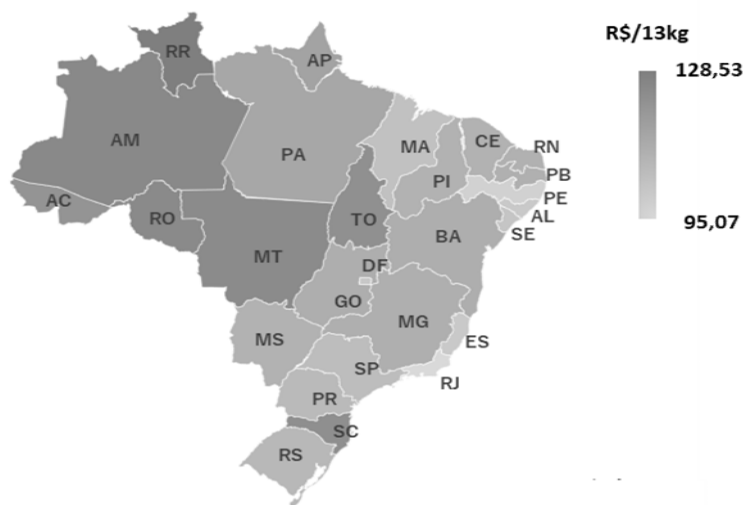 R$/13kg
128,53
95,07
RR
AP
AM
PA
MA
CE
RN
PB
PI
PE
AL
SE
AC
RO
TO
MT
BA
DF
GO
MG
MS
ES
SP
RJ
PR
SC
RS